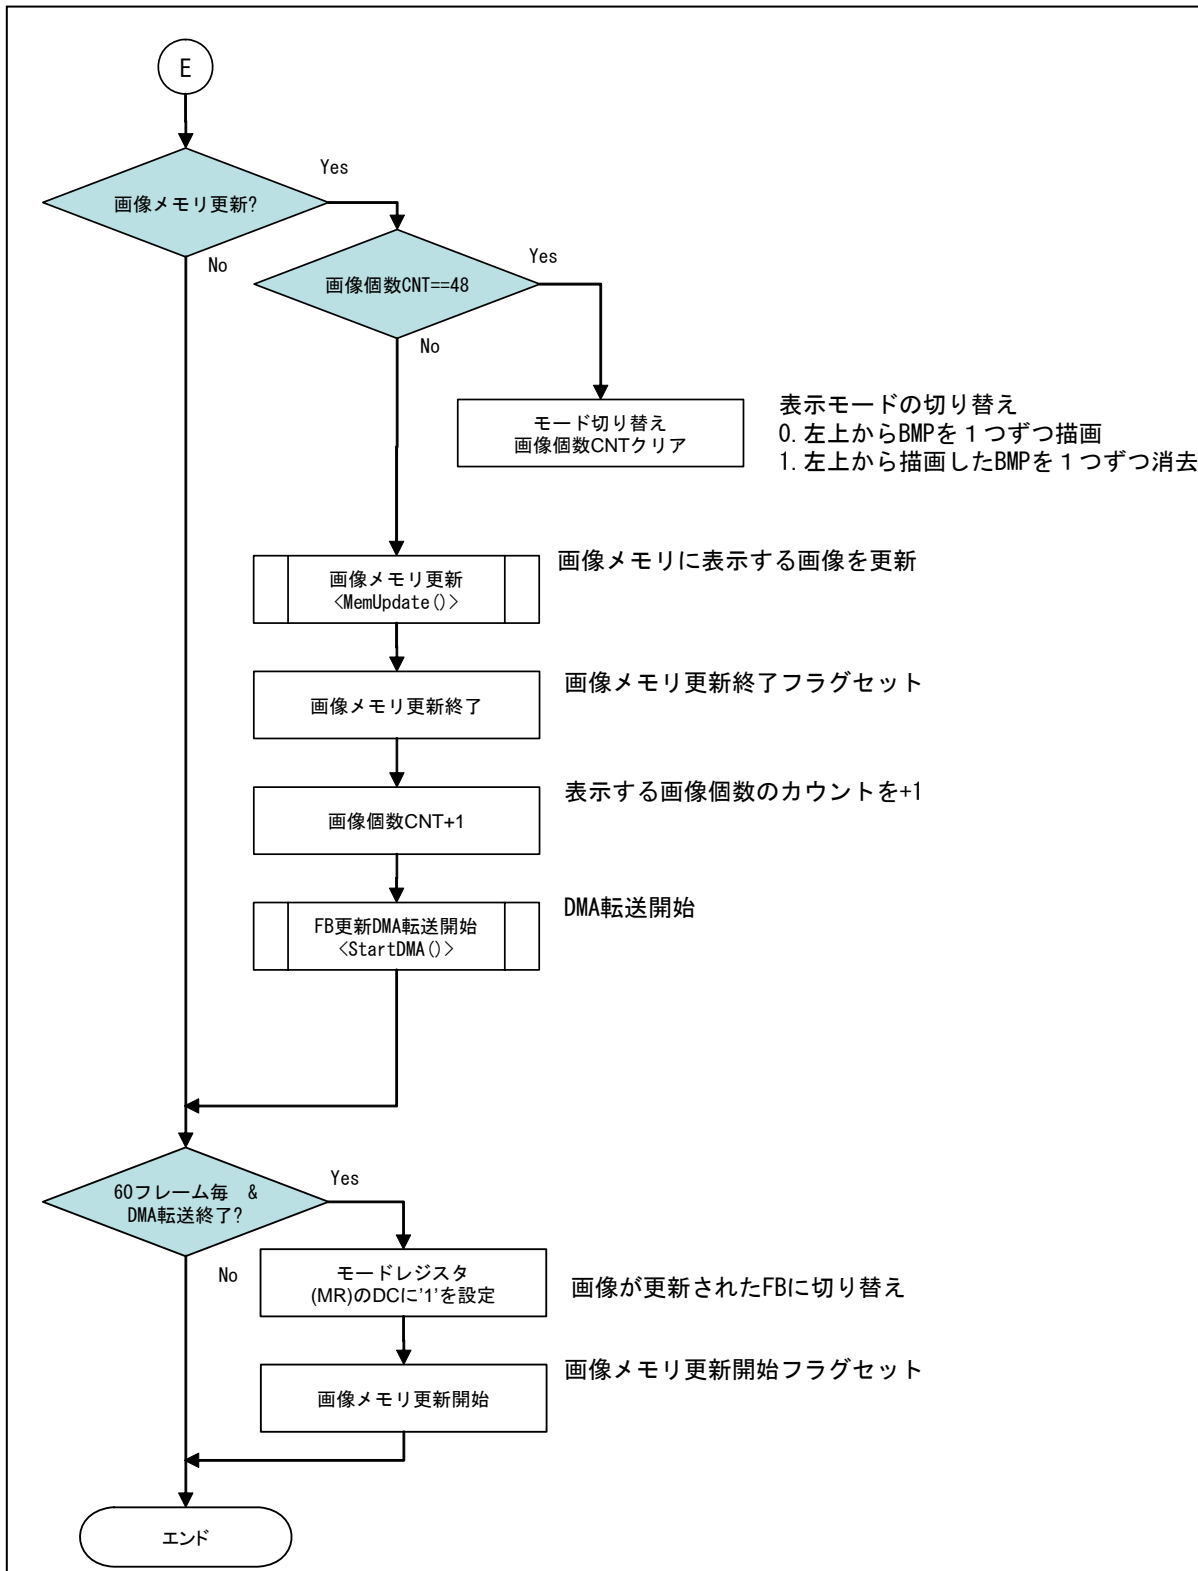 E
画像メモリ更新?
Yes
No
画像個数CNT==48
Yes
No
モード切り替え
画像個数CNTクリア
表示モードの切り替え
0.左上からBMPを１つずつ描画
1.左上から描画したBMPを１つずつ消去
画像メモリ更新
<MemUpdate()>
画像メモリに表示する画像を更新
画像メモリ更新終了
画像メモリ更新終了フラグセット
画像個数CNT+1
表示する画像個数のカウントを+1
FB更新DMA転送開始
<StartDMA()>
DMA転送開始
60フレーム毎　&
DMA転送終了?
Yes
No
モードレジスタ
(MR)のDCに'1'を設定
画像が更新されたFBに切り替え
画像メモリ更新開始
画像メモリ更新開始フラグセット
エンド